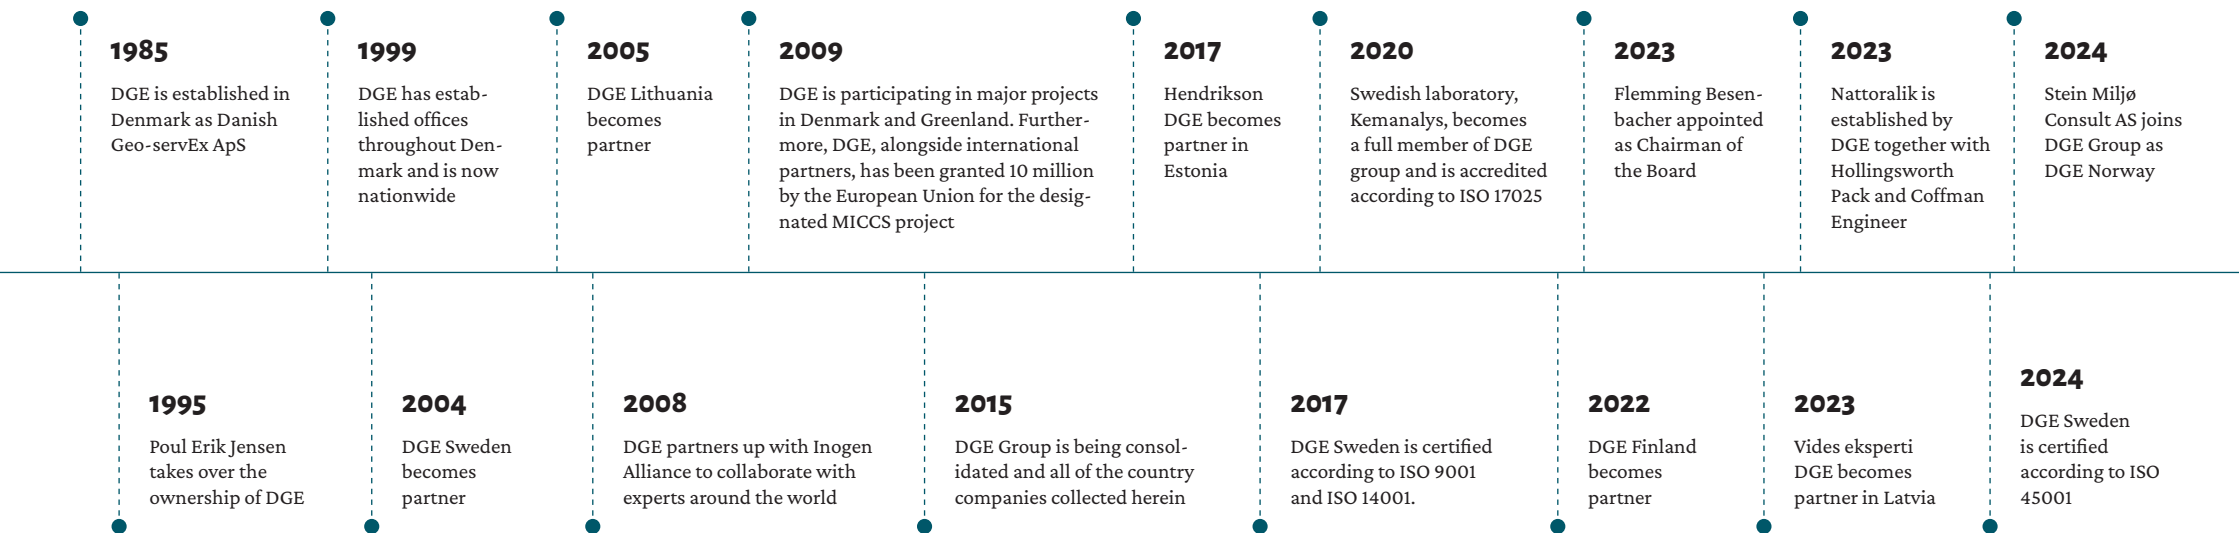 1985
DGE is established in
Denmark as Danish
Geo-servEx ApS
1999
DGE has estab-
lished offices
throughout Den-
mark and is now
nationwide
2005
DGE Lithuania
becomes
partner
2009
DGE is participating in major projects
in Denmark and Greenland. Further-
more, DGE, alongside international
partners, has been granted 10 million
by the European Union for the desig-
nated MICCS project
2017
Hendrikson
DGE becomes
partner in
Estonia
2020
Swedish laboratory,
Kemanalys, becomes
a full member of DGE
group and is accredited
according to ISO 17025
2023
Flemming Besen-
bacher appointed
as Chairman of
the Board
2023
Nattoralik is
established by
DGE together with
Hollingsworth
Pack and Coffman
Engineer
2024
Stein Miljø
Consult AS joins
DGE Group as
DGE Norway
1995
Poul Erik Jensen
takes over the
ownership of DGE
2004
DGE Sweden
becomes
partner
2008
DGE partners up with Inogen
Alliance to collaborate with
experts around the world
2015
DGE Group is being consol-
idated and all of the country
companies collected herein
2017
DGE Sweden is certified
according to ISO 9001
and ISO 14001.
2022
DGE Finland
becomes
partner
2023
Vides eksperti
DGE becomes
partner in Latvia
2024
DGE Sweden
is certified
according to ISO
45001